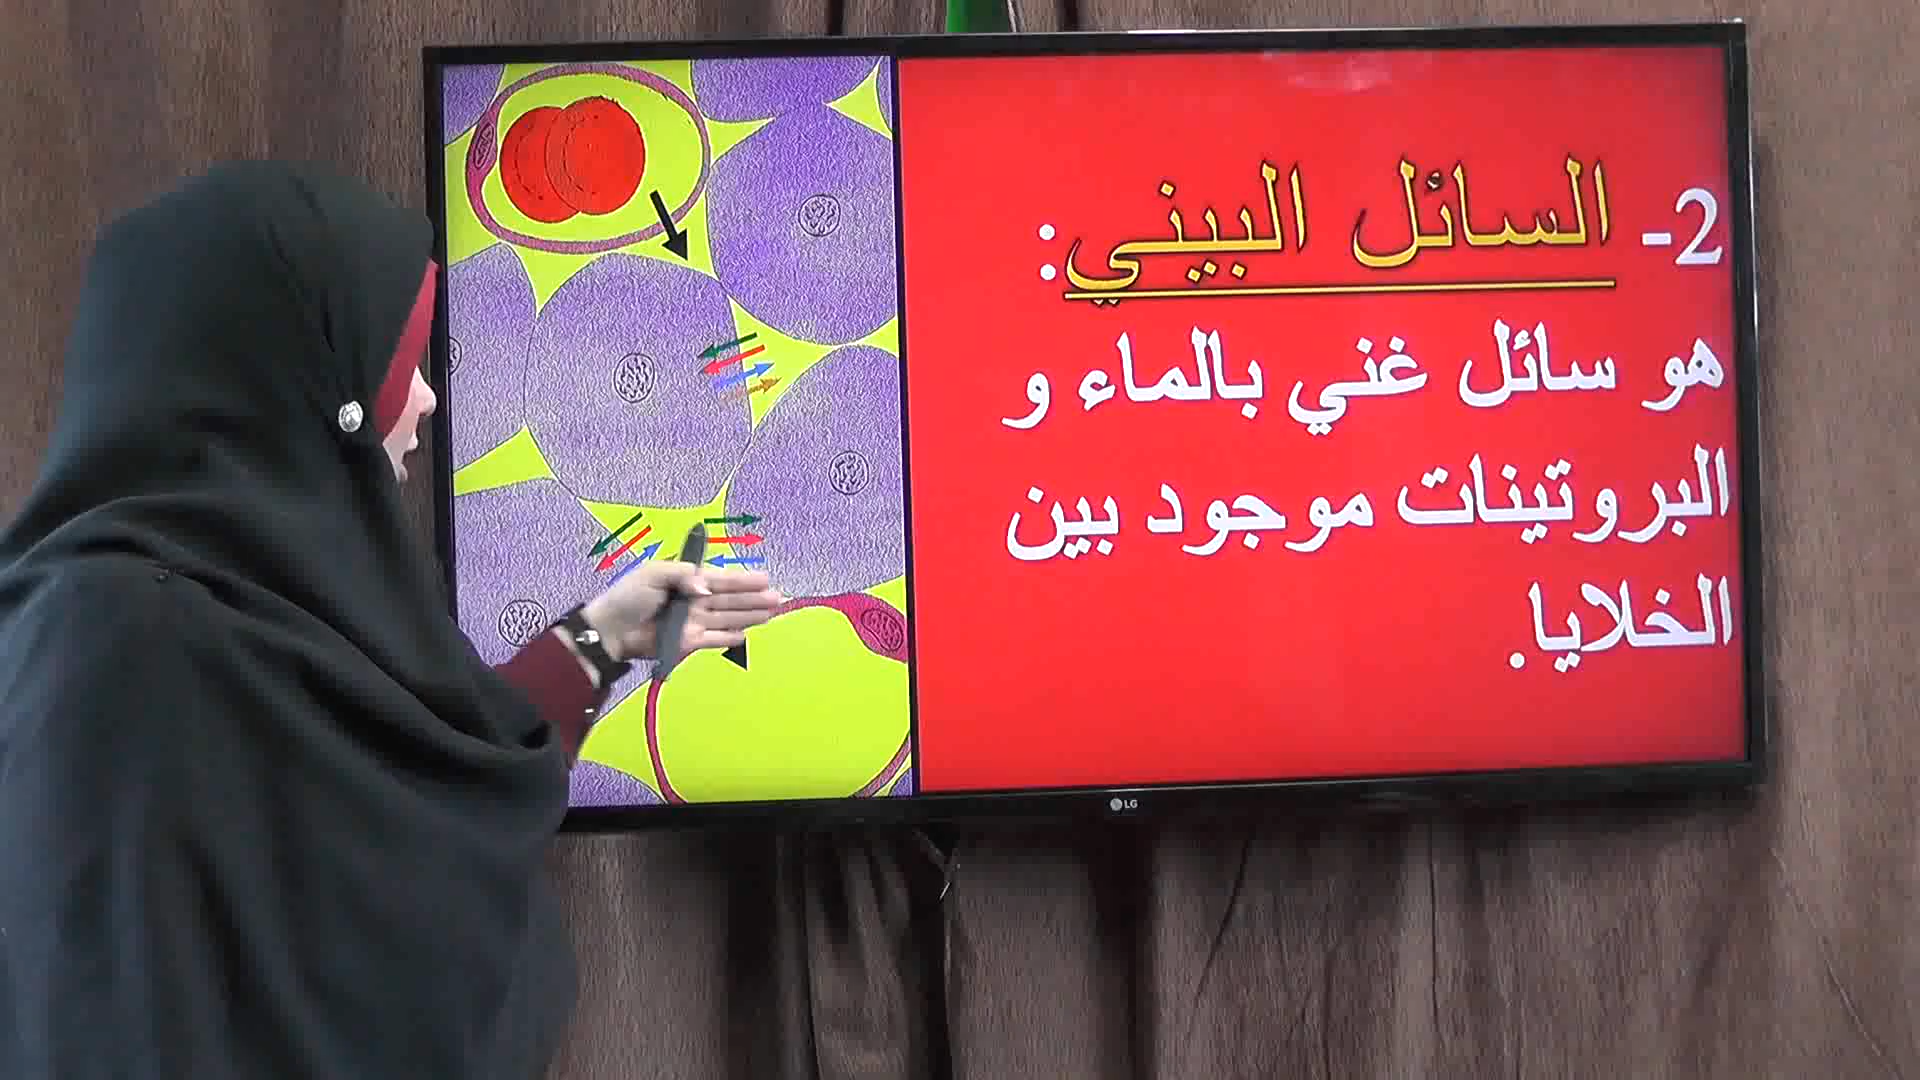 2- السائل البيني:
هو سائل غني بالماء و
البروتينات موجود بين
الخلايا.
LG